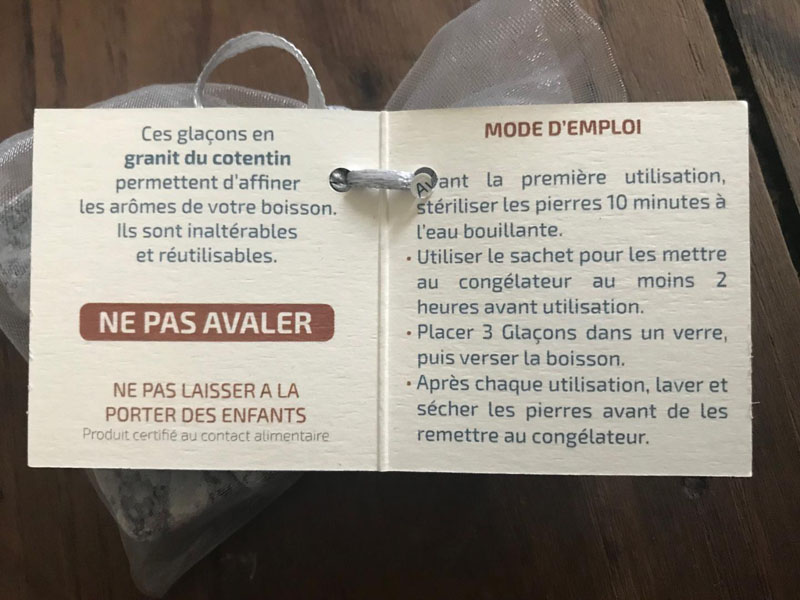 Ces glaçons en
granit du cotentin
permettent d'affiner
les arômes de votre boisson.
Ils sont inaltérables
et réutilisables.
NE PAS AVALER
NE PAS LAISSER A LA
PORTER DES ENFANTS
Produit certifié au contact alimentaire
MODE D'EMPLOI
Avant la première utilisation,
stériliser les pierres 10 minutes à
l'eau bouillante.
• Utiliser le sachet pour les mettre
au congélateur au moins 2
heures avant utilisation.
• Placer 3 Glaçons dans un verre,
puis verser la boisson.
• Après chaque utilisation, laver et
sécher les pierres avant de les
remettre au congélateur.